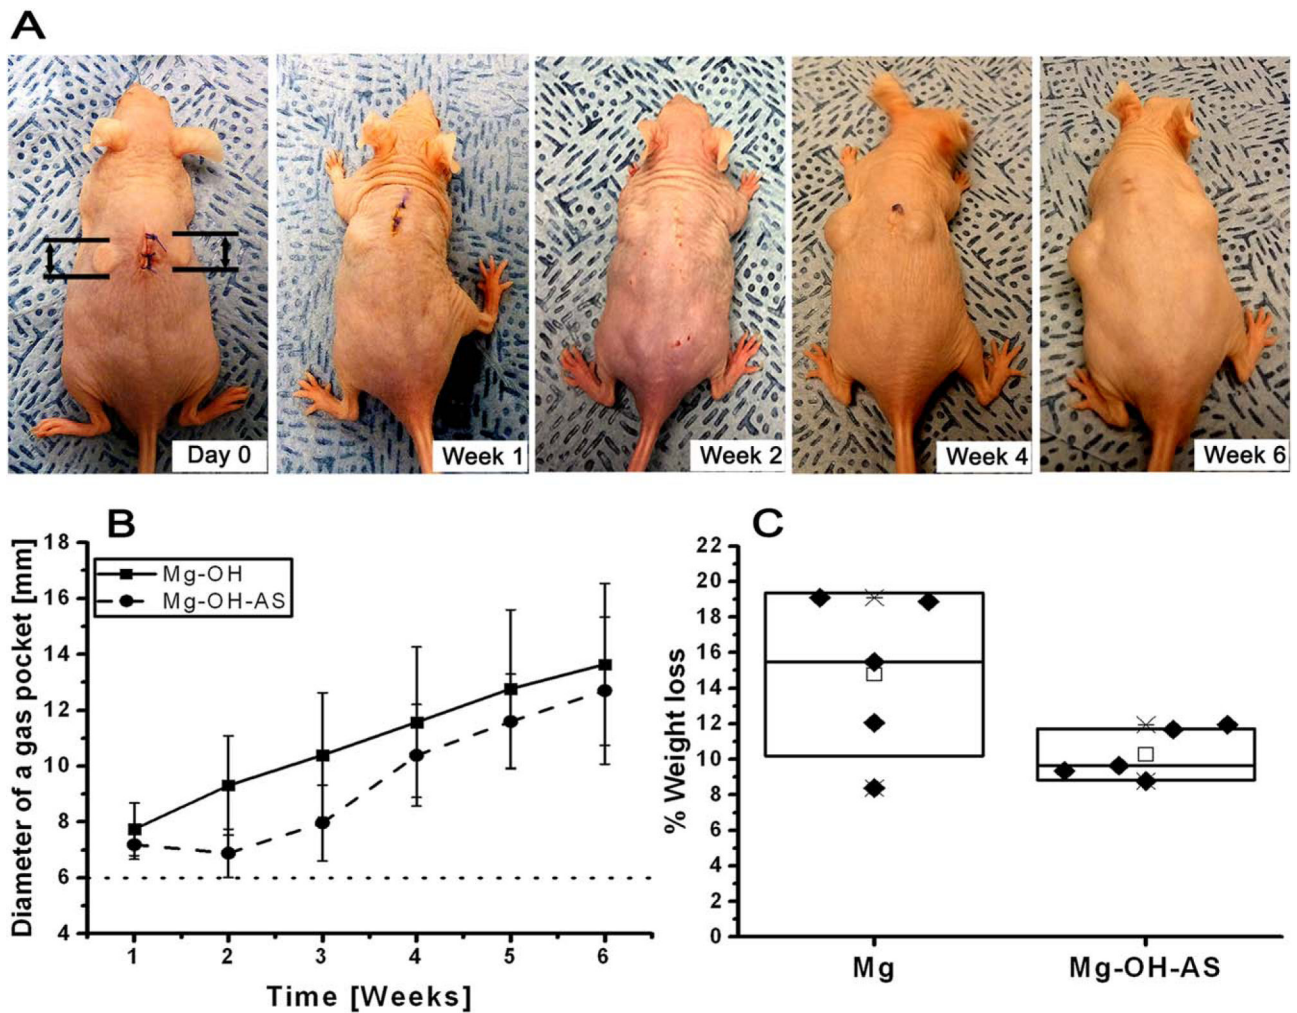 A
Day 0
Week 1
Week 2
Week 4
Week 6
B
Diameter of a gas pocket [mm]
18
16
14
12
10
8
6
4
Mg-OH
Mg-OH-AS
1 2 3 4 5 6
Time [Weeks]
C
% Weight loss
22
20
18
16
14
12
10
8
6
4
2
0
Mg Mg-OH-AS